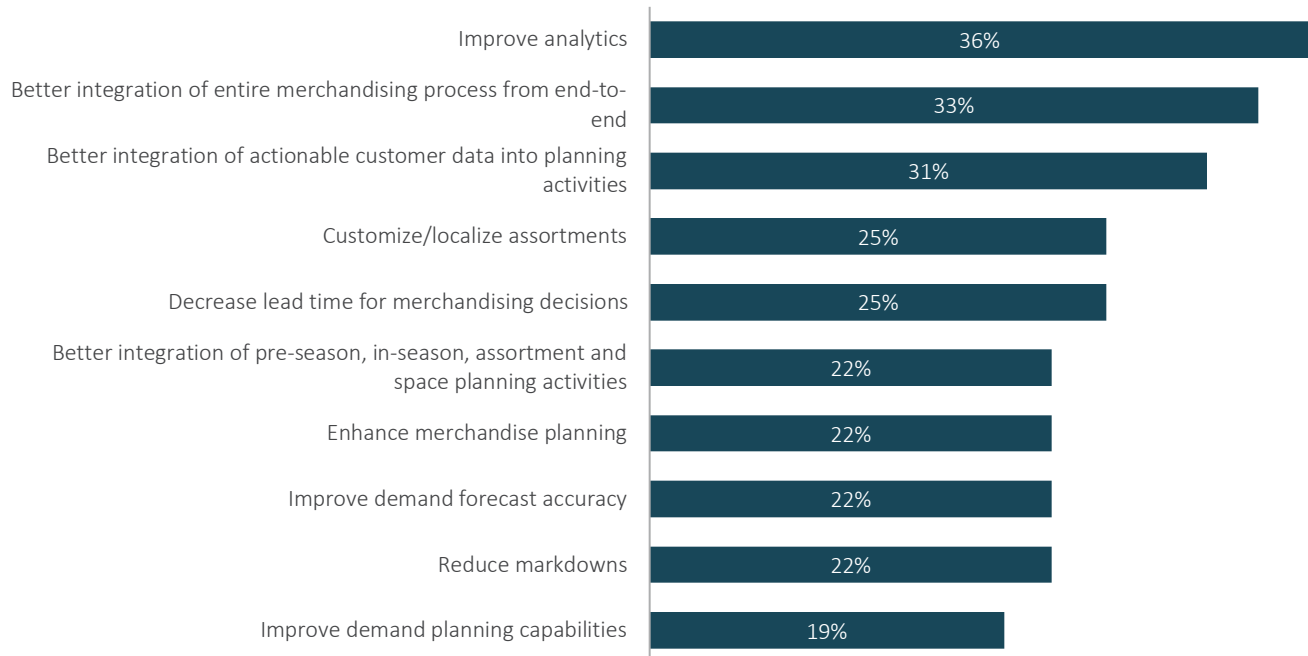 Improve analytics
36%
Better integration of entire merchandising process from end-to-
end
33%
Better integration of actionable customer data into planning
activities
31%
Customize/localize assortments
25%
Decrease lead time for merchandising decisions
25%
Better integration of pre-season, in-season, assortment and
space planning activities
22%
Enhance merchandise planning
22%
Improve demand forecast accuracy
22%
Reduce markdowns
22%
Improve demand planning capabilities
19%